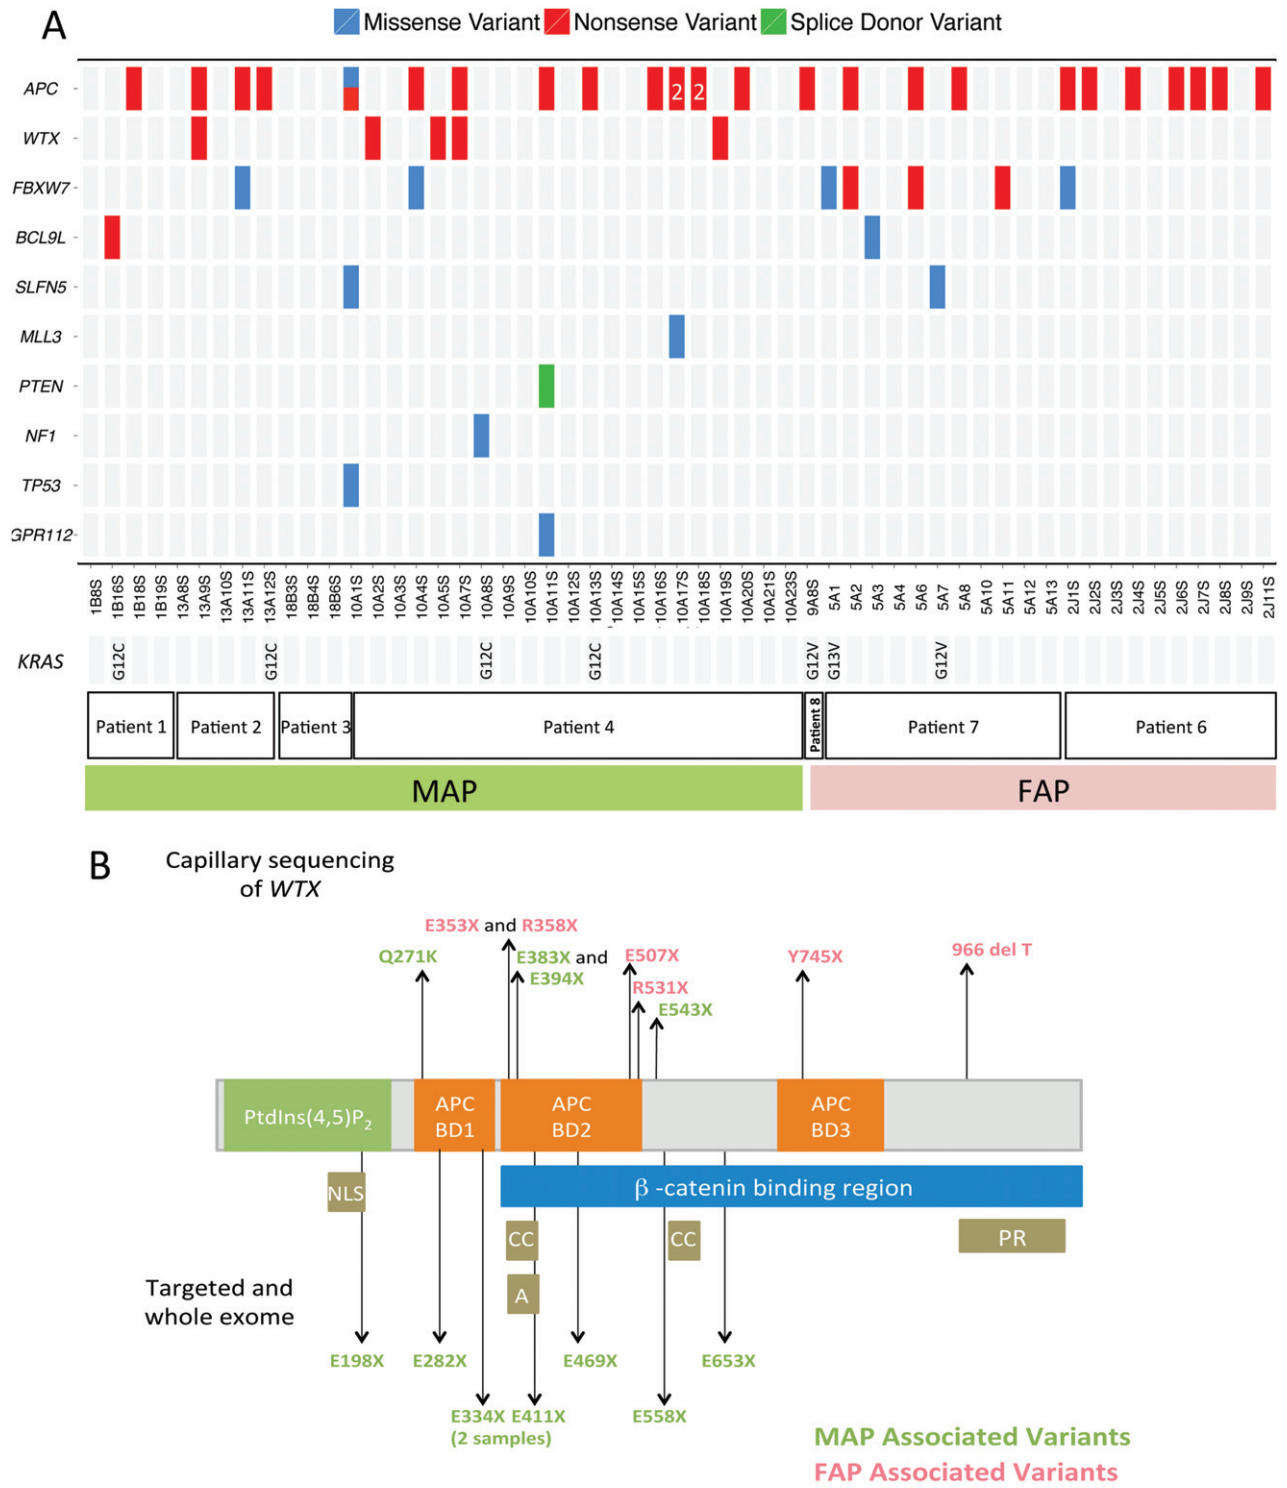 A
Missense Variant Nonsense Variant Splice Donor Variant
APC
2 2
WTX
FBXW7
BCL9L
SLFN5
MLL3
PTEN
NF1
TP53
GPR112
1B8S 1B16S 1B18S 1B19S 13A8S 13A9S 13A10S 13A11S 13A12S 18B3S 18B4S 18B6S 10A1S 10A2S 10A3S 10A4S 10A5S 10A7S 10A8S 10A9S 10A10S 10A11S 10A12S 10A13S 10A14S 10A15S 10A16S 10A17S 10A18S 10A19S 10A20S 10A21S 10A23S 9A8S 5A1 5A2 5A3 5A4 5A6 5A7 5A8 5A10 5A11 5A13 2J1S 2J2S 2J3S 2J4S 2J5S 2J6S 2J7S 2J8S 2J9S 2J11S
KRAS G12C G12C G12C G12C G12V G13V G12V
Patient 1 Patient 2 Patient 3 Patient 4 Patient 8 Patient 7 Patient 6
MAP FAP
B
Capillary sequencing
of WTX
E353X and R358X
Q271K E383X and E507X Y745X 966 del T
E394X R531X
E543X
PtdIns(4,5)P2
APC
BD1
APC
BD2
APC
BD3
NLS β -catenin binding region
CC CC PR
A
Targeted and
whole exome
E198X E282X E469X E653X
E334X E411X E558X
(2 samples)
MAP Associated Variants
FAP Associated Variants